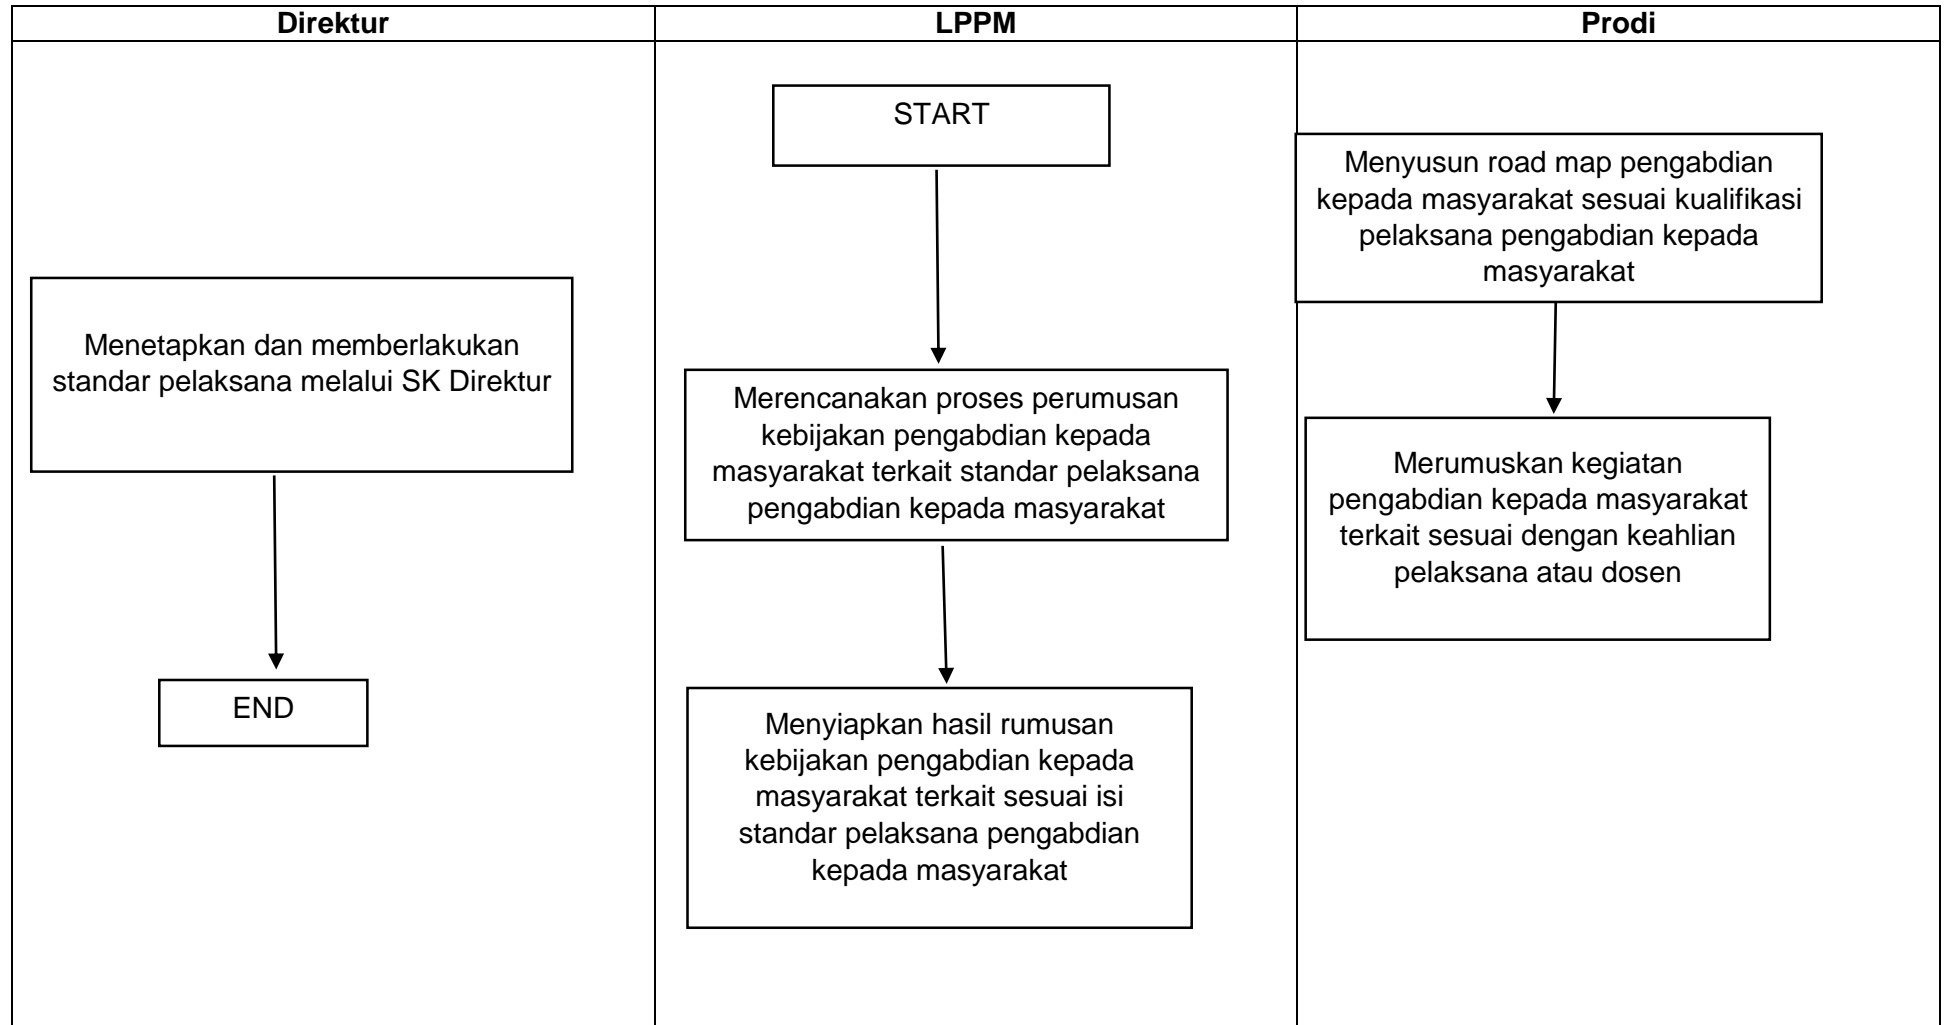 Direktur
LPPM
Prodi
Menetapkan dan memberlakukan
standar pelaksana melalui SK Direktur
END
START
Merencanakan proses perumusan
kebijakan pengabdian kepada
masyarakat terkait standar pelaksana
pengabdian kepada masyarakat
Menyiapkan hasil rumusan
kebijakan pengabdian kepada
masyarakat terkait sesuai isi
standar pelaksana pengabdian
kepada masyarakat
Menyusun road map pengabdian
kepada masyarakat sesuai kualifikasi
pelaksana pengabdian kepada
masyarakat
Merumuskan kegiatan
pengabdian kepada masyarakat
terkait sesuai dengan keahlian
pelaksana atau dosen